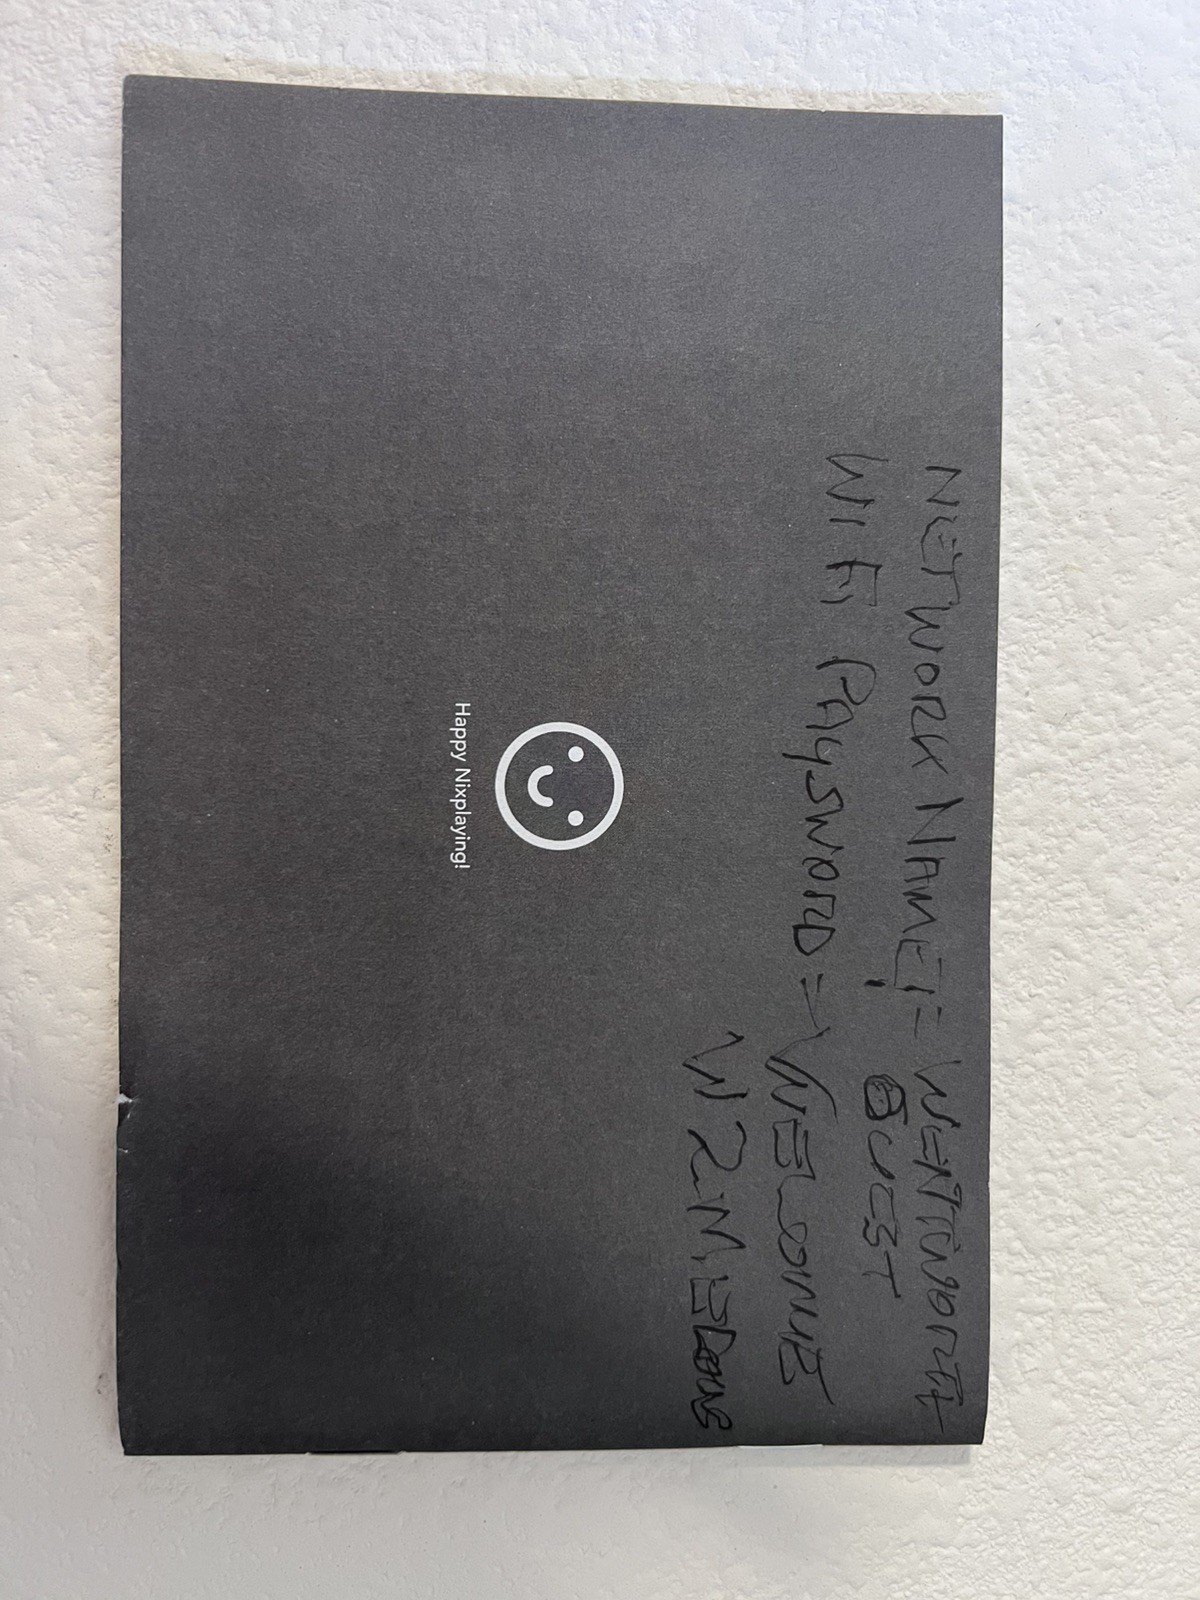 NETWORK NAME: = WENTWORTH
GUEST
WI FI PASSWORD = WELCOME
Happy Nixplaying!